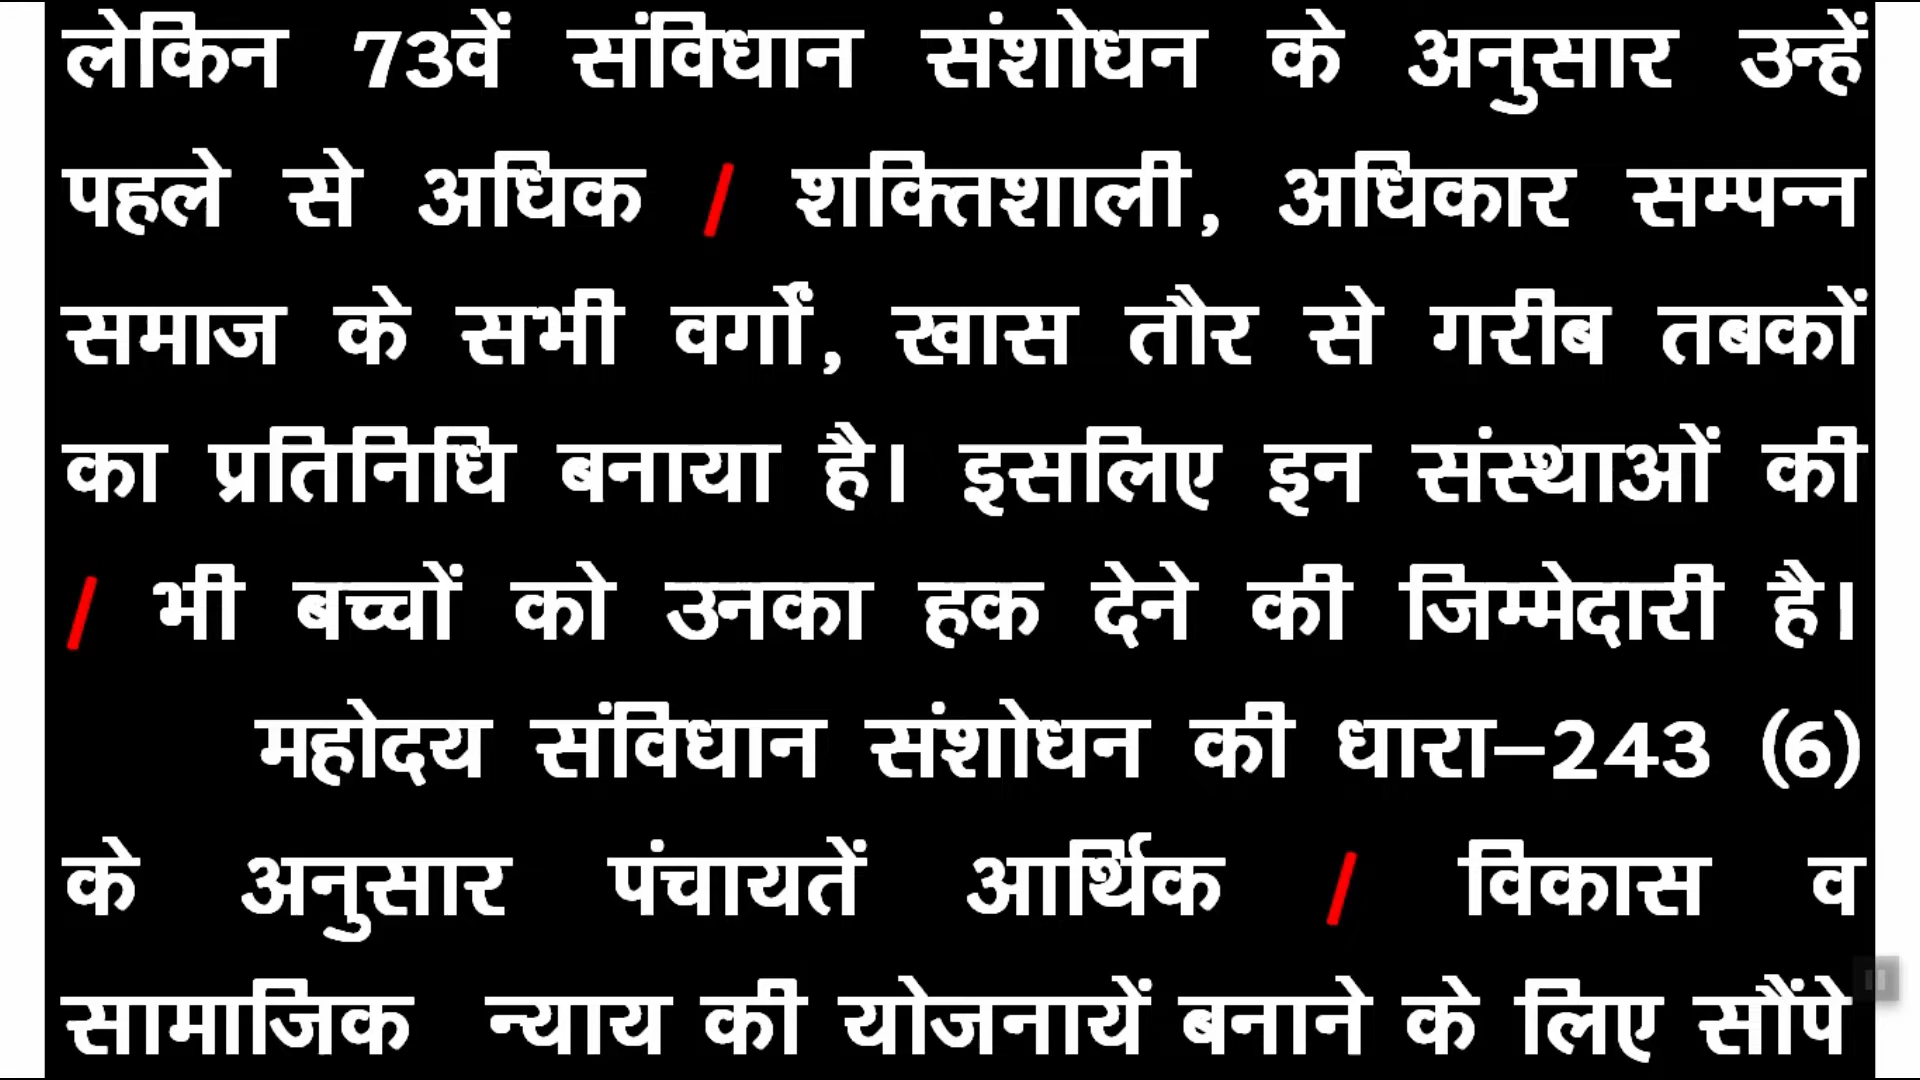 लेकिन 73वें संविधान संशोधन के अनुसार उन्हें
पहले से अधिक / शक्तिशाली, अधिकार सम्पन्न
समाज के सभी वर्गों, खास तौर से गरीब तबकों
का प्रतिनिधि बनाया है। इसलिए इन संस्थाओं की
/ भी बच्चों को उनका हक देने की जिम्मेदारी है।
महोदय संविधान संशोधन की धारा–243 (6)
के अनुसार पंचायतें आर्थिक / विकास व
सामाजिक न्याय की योजनायें बनाने के लिए सौंपे